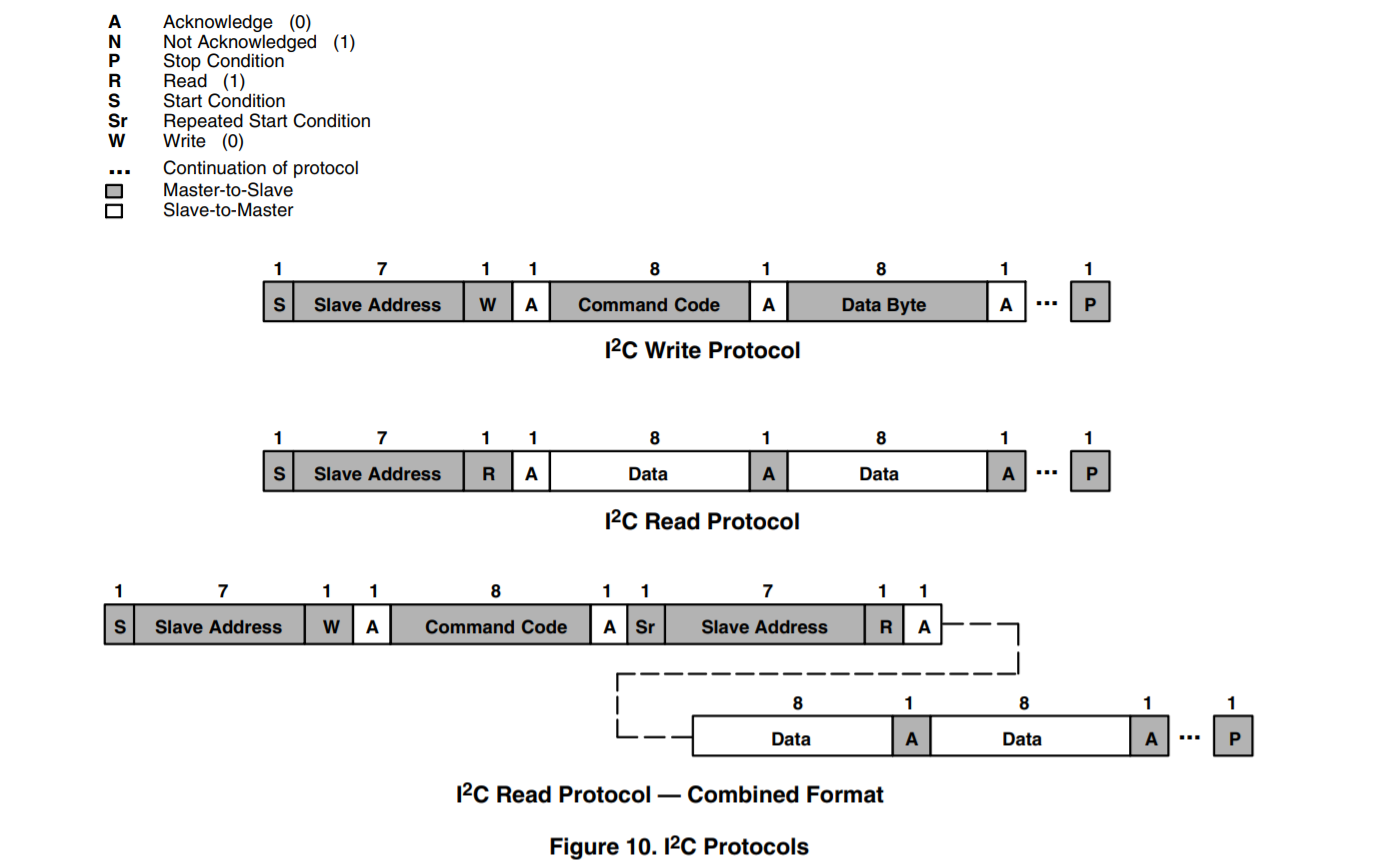 A Acknowledge (0)
N Not Acknowledged (1)
P Stop Condition
R Read (1)
S Start Condition
Sr Repeated Start Condition
W Write (0)
... Continuation of protocol
Master-to-Slave
Slave-to-Master
1 7 1 1 8 1 8 1 1
S Slave Address W A Command Code A Data Byte A ... P
I²C Write Protocol
1 7 1 1 8 1 8 1 1
S Slave Address R A Data A Data A ... P
I²C Read Protocol
1 7 1 1 8 1 1 7 1 1
S Slave Address W A Command Code A Sr Slave Address R A
8 1 8 1 1
Data A Data A ... P
I²C Read Protocol — Combined Format
Figure 10. I²C Protocols